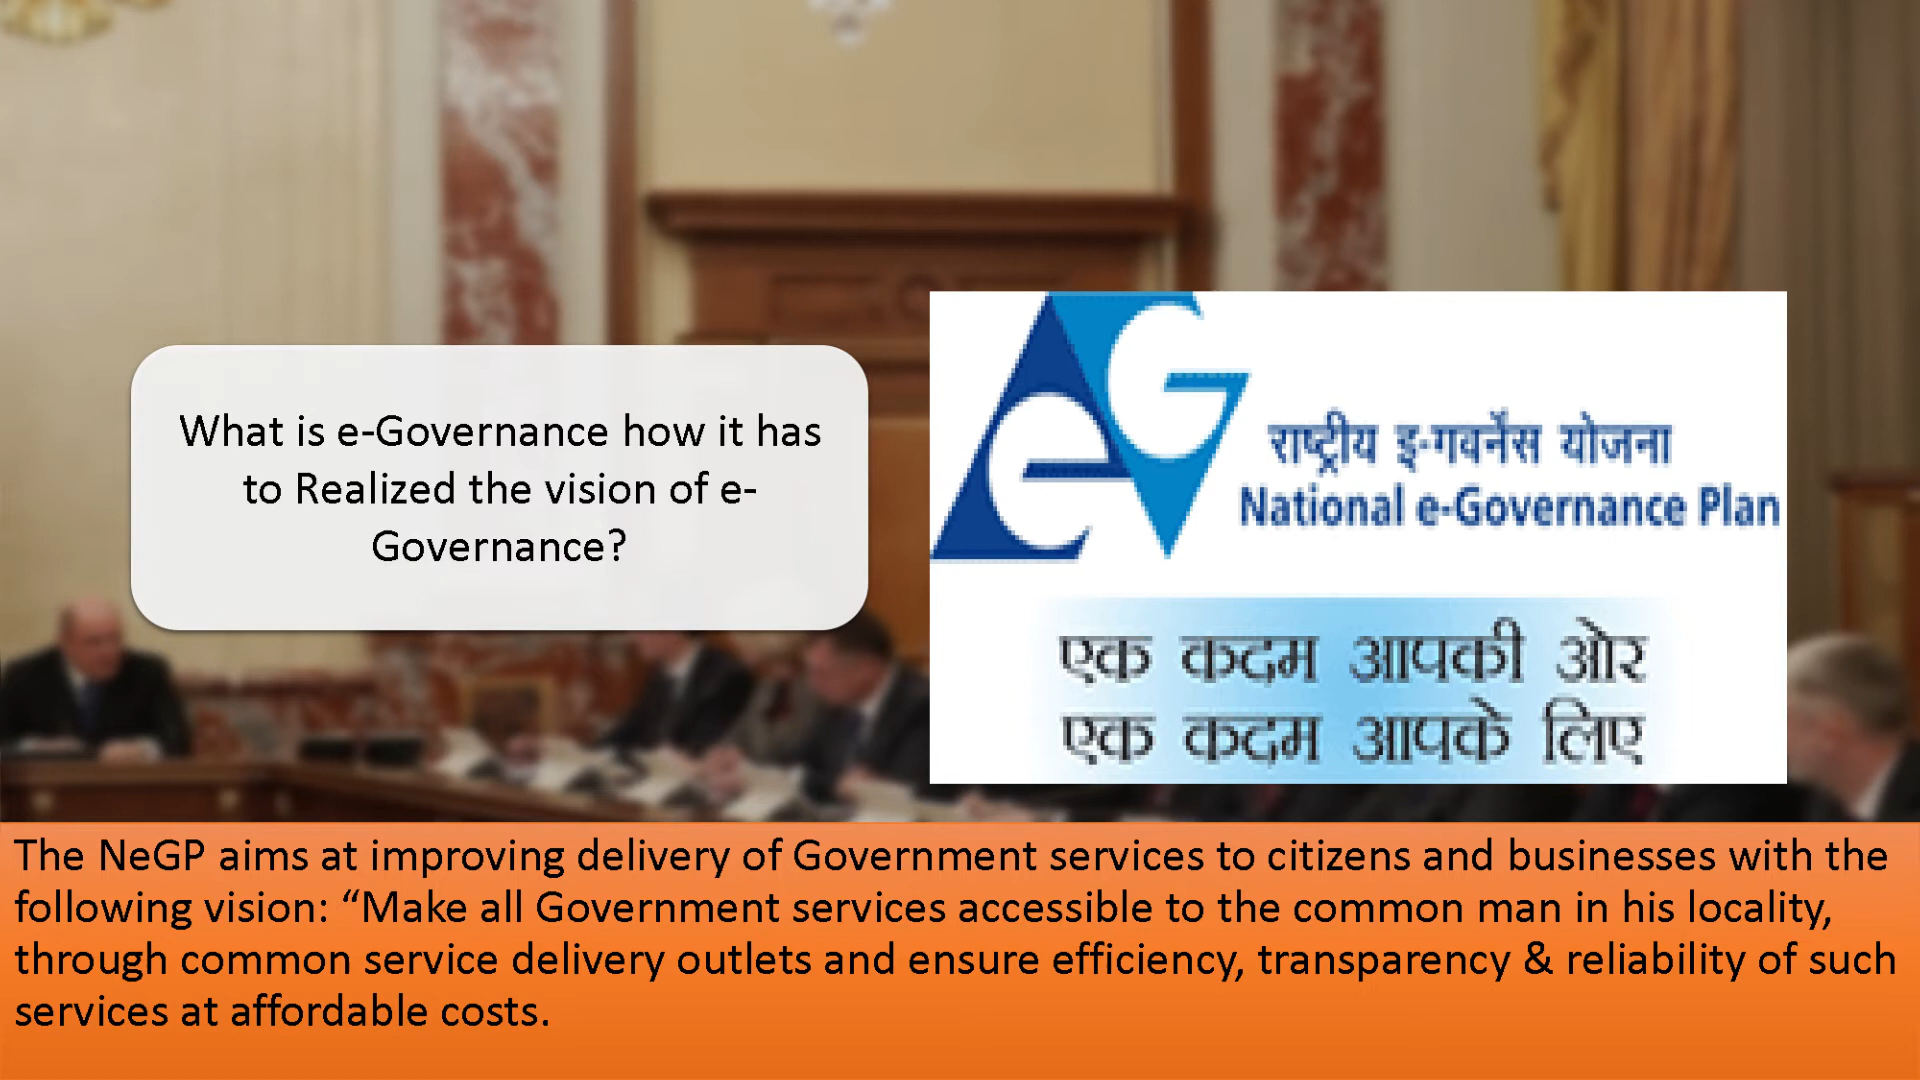 What is e-Governance how it has
to Realized the vision of e-
Governance?
eG
राष्ट्रीय इ-गवर्नेंस योजना
National e-Governance Plan
एक कदम आपकी ओर
एक कदम आपके लिए
The NeGP aims at improving delivery of Government services to citizens and businesses with the
following vision: “Make all Government services accessible to the common man in his locality,
through common service delivery outlets and ensure efficiency, transparency & reliability of such
services at affordable costs.